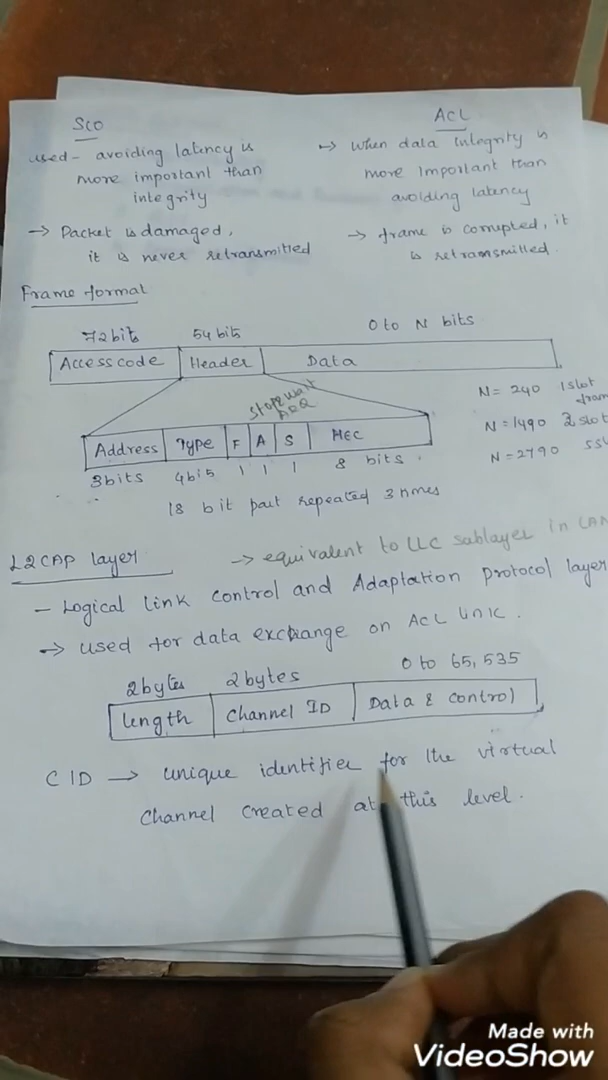 SCO
used - avoiding latency is
more important than
integrity
→ Packet is damaged,
it is never retransmitted
ACL
→ When data Integrity is
more Important than
avoiding latency
→ frame is corrupted, it
is retransmitted.
Frame format
72 bits 54 bits 0 to N bits
Access code Header Data
Stop & wait
ARQ
N = 240 1 slot
N = 1490 3 slot
N = 2790
Address Type F A S HEC
3 bits 4 bits 1 1 1 8 bits.
18 bit part repeated 3 times
L2CAP layer → equivalent to LLC sublayer in LAN
- Logical link control and Adaptation protocol layer
→ used for data exchange on ACL link.
2 bytes 2 bytes 0 to 65,535
length Channel ID Data & control
CID → unique identifier for the virtual
Channel created at this level.
Made with
VideoShow